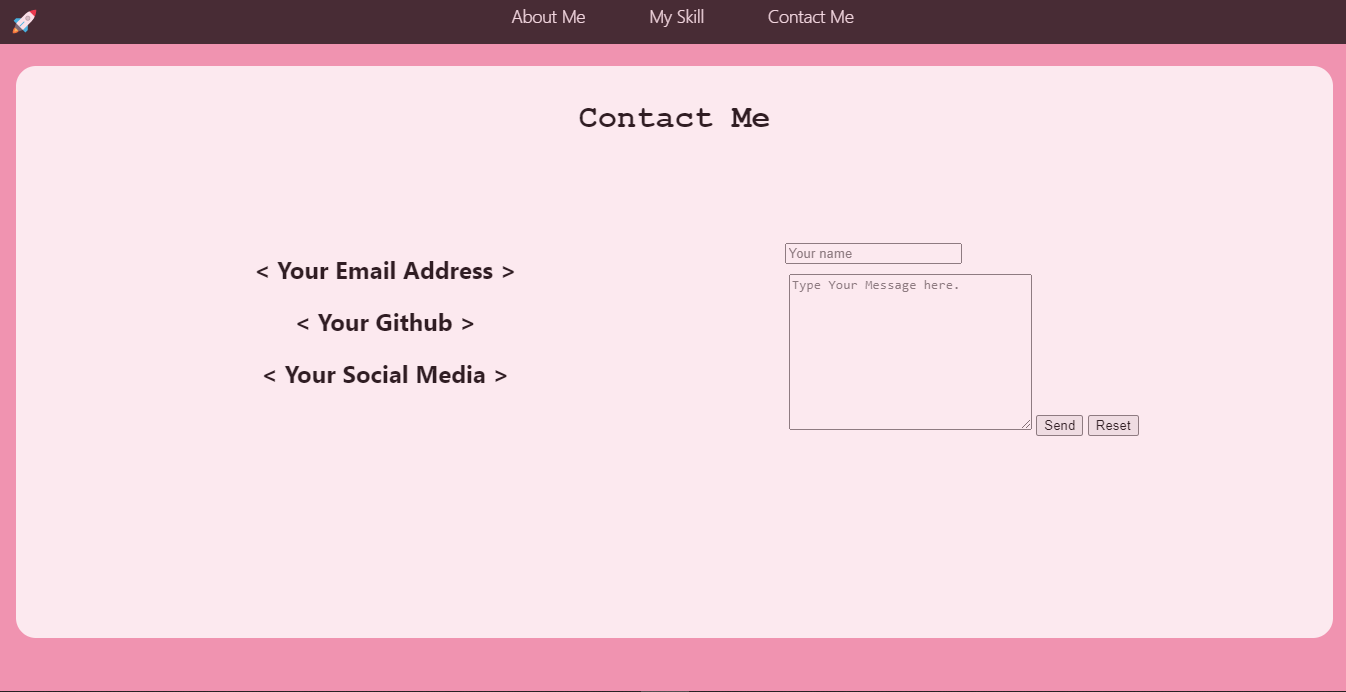 About Me My Skill Contact Me
Contact Me
< Your Email Address >
< Your Github >
< Your Social Media >
Your name
Type Your Message here.
Send Reset